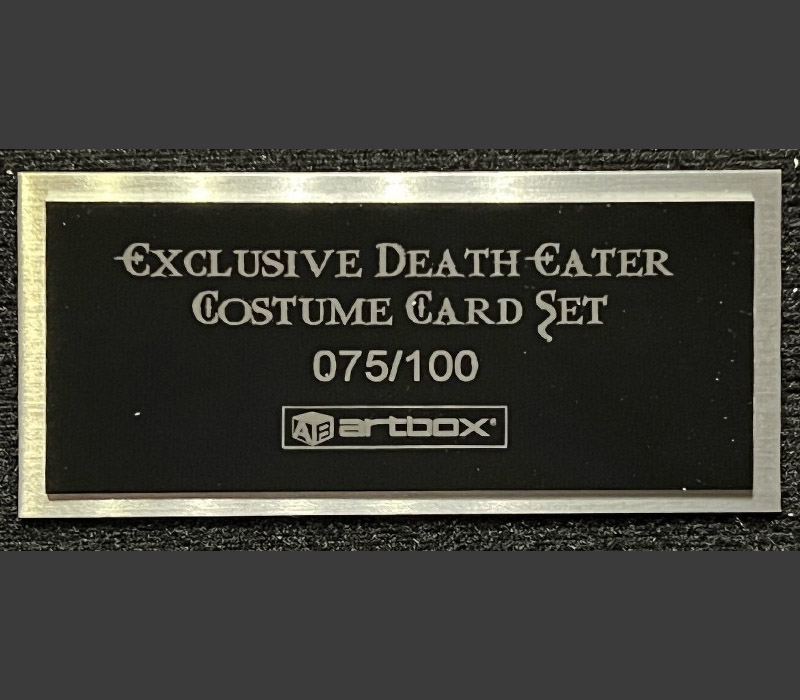 Exclusive Death Eater
Costume Card Set
075/100
AB artbox®